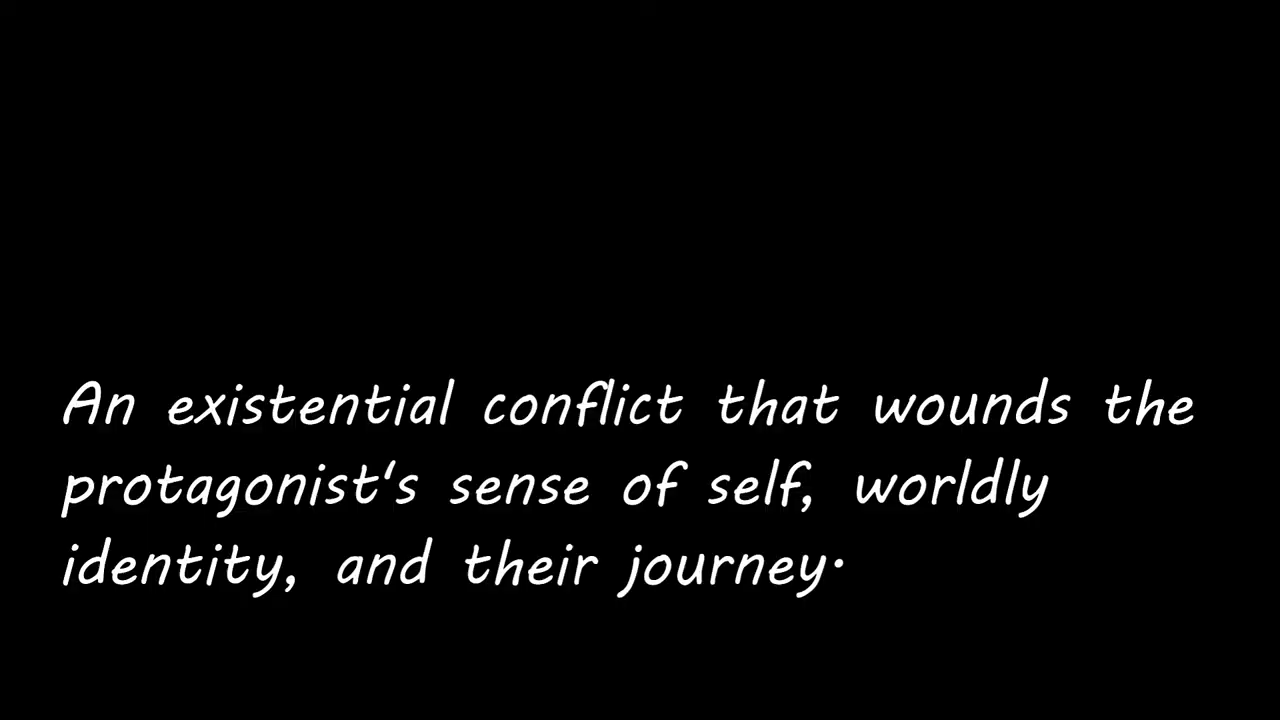 An existential conflict that wounds the
protagonist's sense of self, worldly
identity, and their journey.